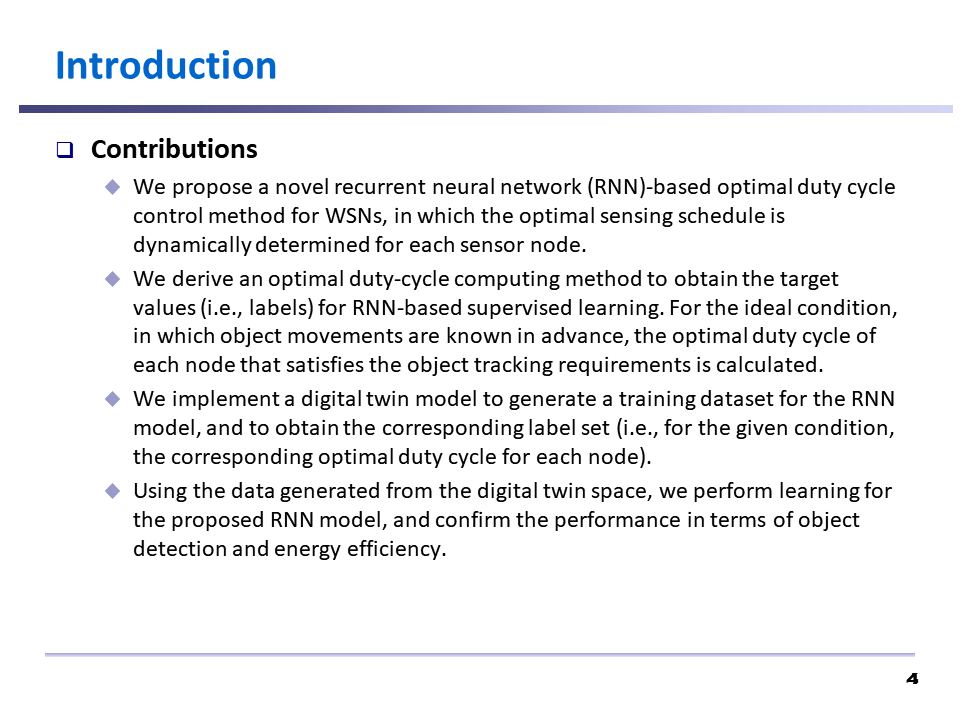 Introduction
Contributions
We propose a novel recurrent neural network (RNN)-based optimal duty cycle
control method for WSNs, in which the optimal sensing schedule is
dynamically determined for each sensor node.
We derive an optimal duty-cycle computing method to obtain the target
values (i.e., labels) for RNN-based supervised learning. For the ideal condition,
in which object movements are known in advance, the optimal duty cycle of
each node that satisfies the object tracking requirements is calculated.
We implement a digital twin model to generate a training dataset for the RNN
model, and to obtain the corresponding label set (i.e., for the given condition,
the corresponding optimal duty cycle for each node).
Using the data generated from the digital twin space, we perform learning for
the proposed RNN model, and confirm the performance in terms of object
detection and energy efficiency.
4